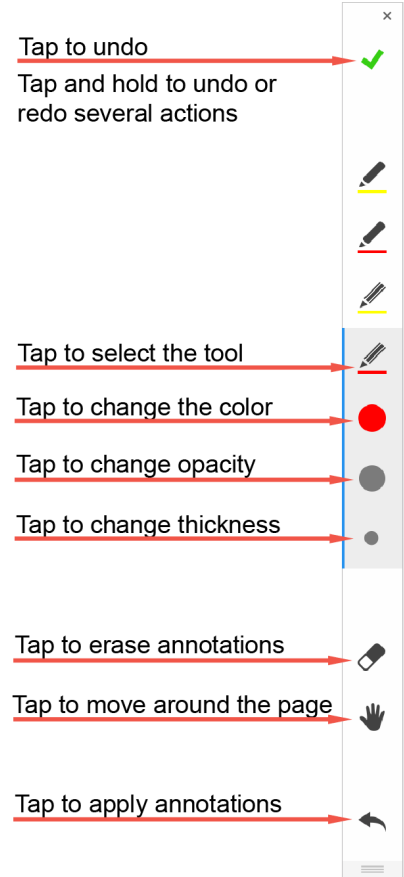 Tap to undo
Tap and hold to undo or
redo several actions
Tap to select the tool
Tap to change the color
Tap to change opacity
Tap to change thickness
Tap to erase annotations
Tap to move around the page
Tap to apply annotations